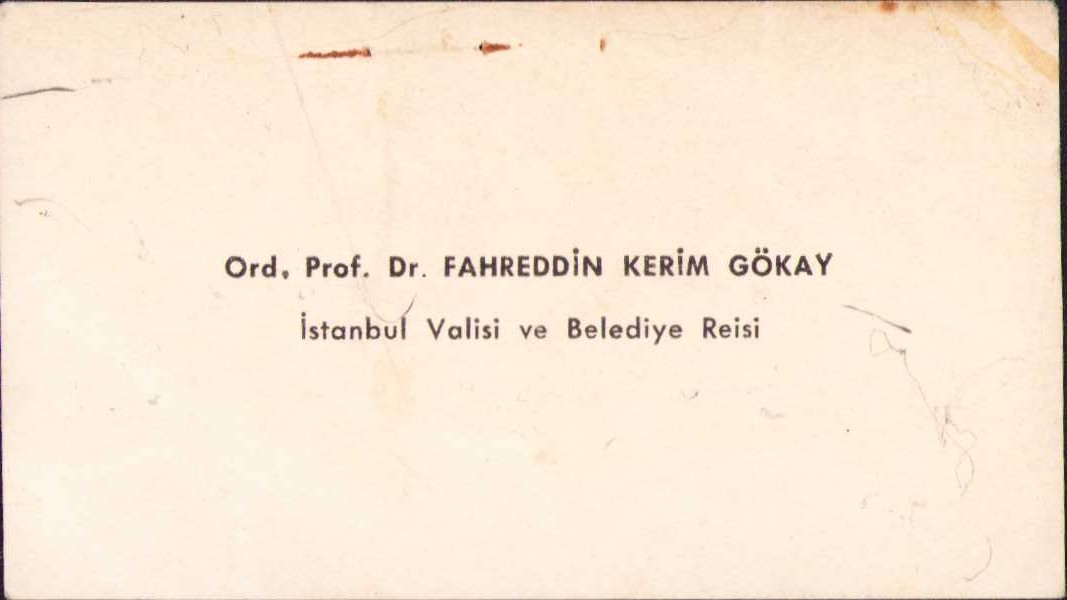 Ord. Prof. Dr. FAHREDDİN KERİM GÖKAY
İstanbul Valisi ve Belediye Reisi